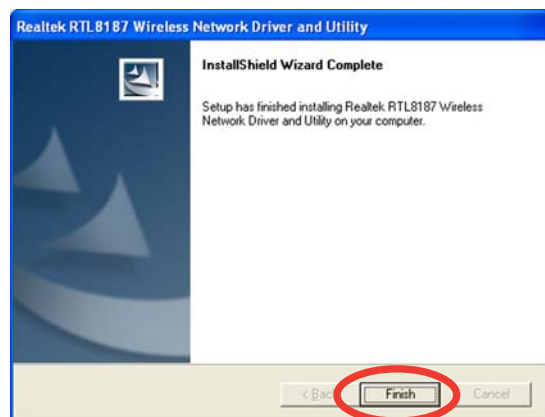 Realtek RTL8187 Wireless Network Driver and Utility
InstallShield Wizard Complete
Setup has finished installing Realtek RTL8187 Wireless
Network Driver and Utility on your computer.
< Bac Finish Cancel